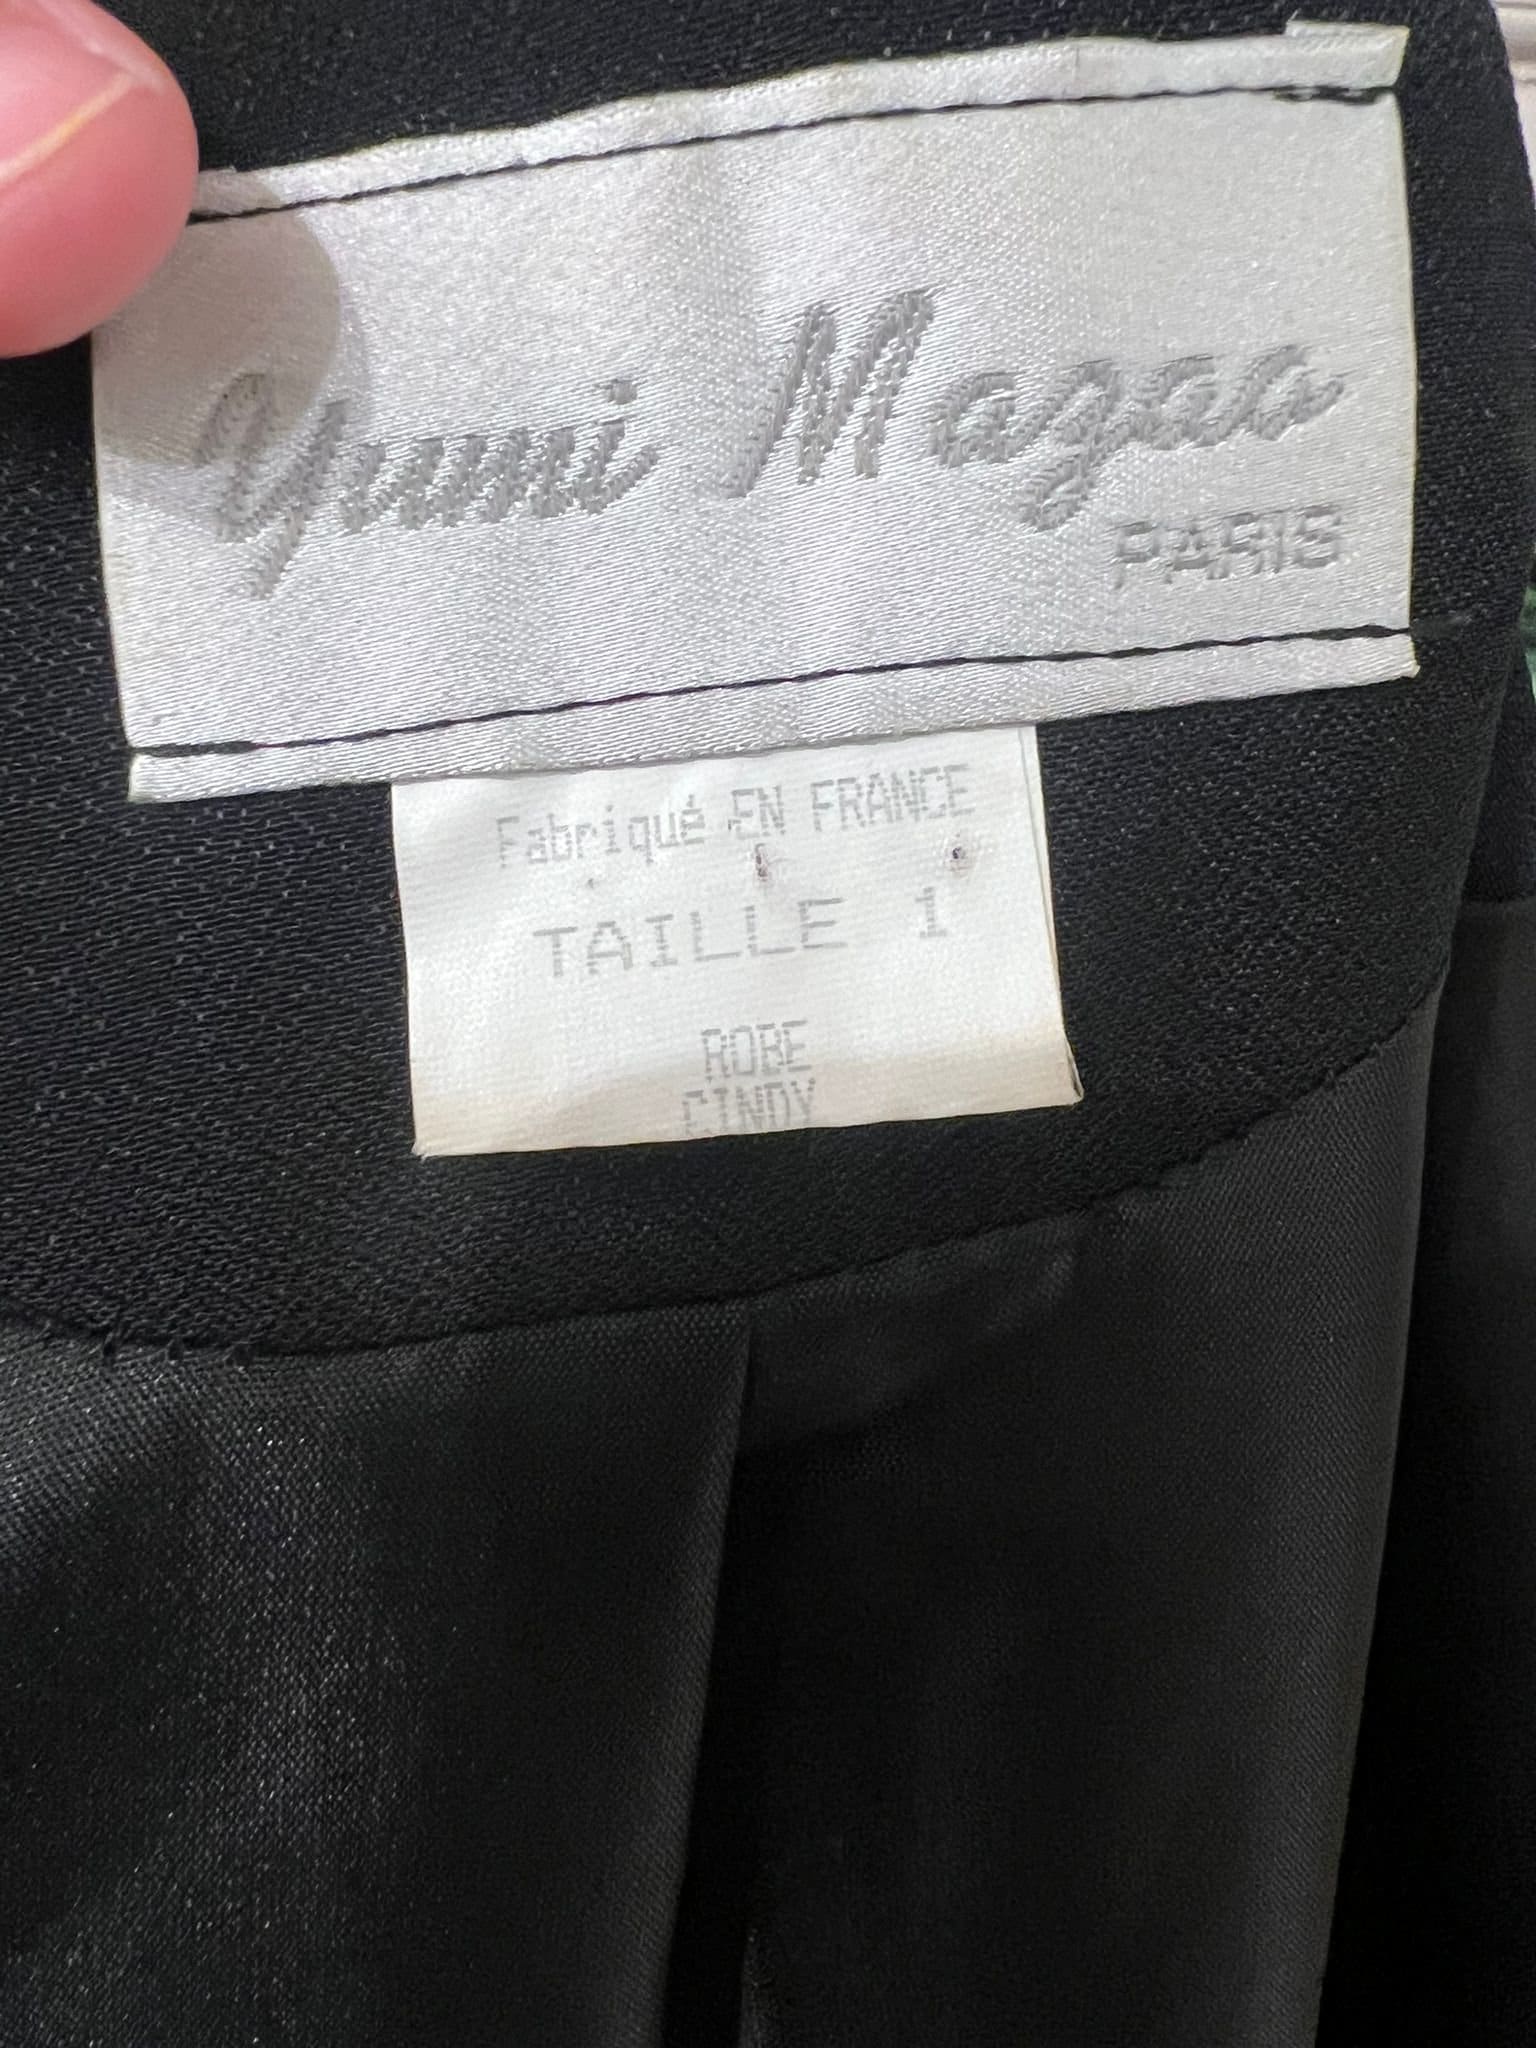 Yumi Mazao
PARIS
Fabriqué EN FRANCE
TAILLE 1
ROBE
CINDY